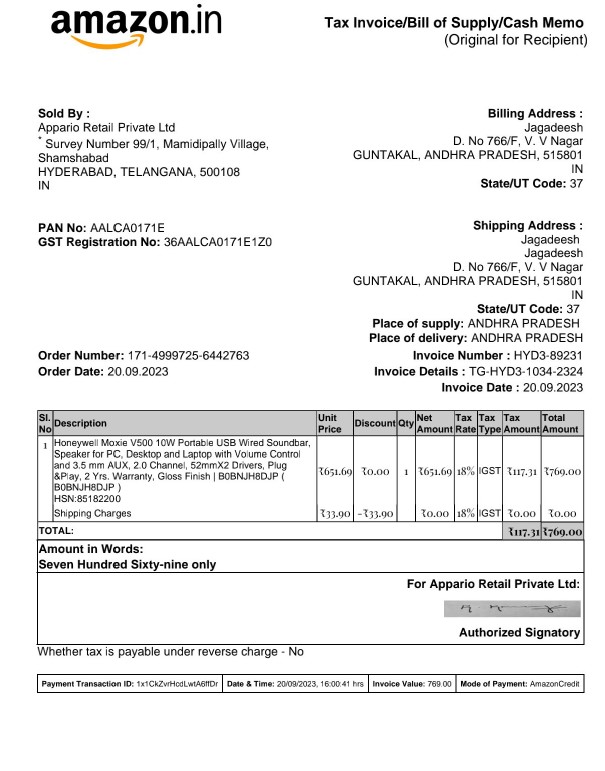 amazon.in
Tax Invoice/Bill of Supply/Cash Memo
(Original for Recipient)
Sold By :
Appario Retail Private Ltd
* Survey Number 99/1, Mamidipally Village,
Shamshabad
HYDERABAD, TELANGANA, 500108
IN
Billing Address :
Jagadeesh
D. No 766/F, V. V Nagar
GUNTAKAL, ANDHRA PRADESH, 515801
IN
State/UT Code: 37
PAN No: AALCA0171E
GST Registration No: 36AALCA0171E1Z0
Shipping Address :
Jagadeesh
Jagadeesh
D. No 766/F, V. V Nagar
GUNTAKAL, ANDHRA PRADESH, 515801
IN
State/UT Code: 37
Place of supply: ANDHRA PRADESH
Place of delivery: ANDHRA PRADESH
Order Number: 171-4999725-6442763
Order Date: 20.09.2023
Invoice Number : HYD3-89231
Invoice Details : TG-HYD3-1034-2324
Invoice Date : 20.09.2023
Sl. No Description Unit Price Discount Qty Net Amount Tax Rate Tax Type Tax Amount Total Amount
1 Honeywell Moxie V500 10W Portable USB Wired Soundbar,
Speaker for PC, Desktop and Laptop with Volume Control
and 3.5 mm AUX, 2.0 Channel, 52mmX2 Drivers, Plug
&Play, 2 Yrs. Warranty, Gloss Finish | B0BNJH8DJP (
B0BNJH8DJP )
HSN:85182200
₹651.69 ₹0.00 1 ₹651.69 18% IGST ₹117.31 ₹769.00
Shipping Charges ₹33.90 -₹33.90 ₹0.00 18% IGST ₹0.00 ₹0.00
TOTAL: ₹117.31 ₹769.00
Amount in Words:
Seven Hundred Sixty-nine only
For Appario Retail Private Ltd:
Authorized Signatory
Whether tax is payable under reverse charge - No
Payment Transaction ID: 1x1CkZvrHcdLwtA6ffDr Date & Time: 20/09/2023, 16:00:41 hrs Invoice Value: 769.00 Mode of Payment: AmazonCredit